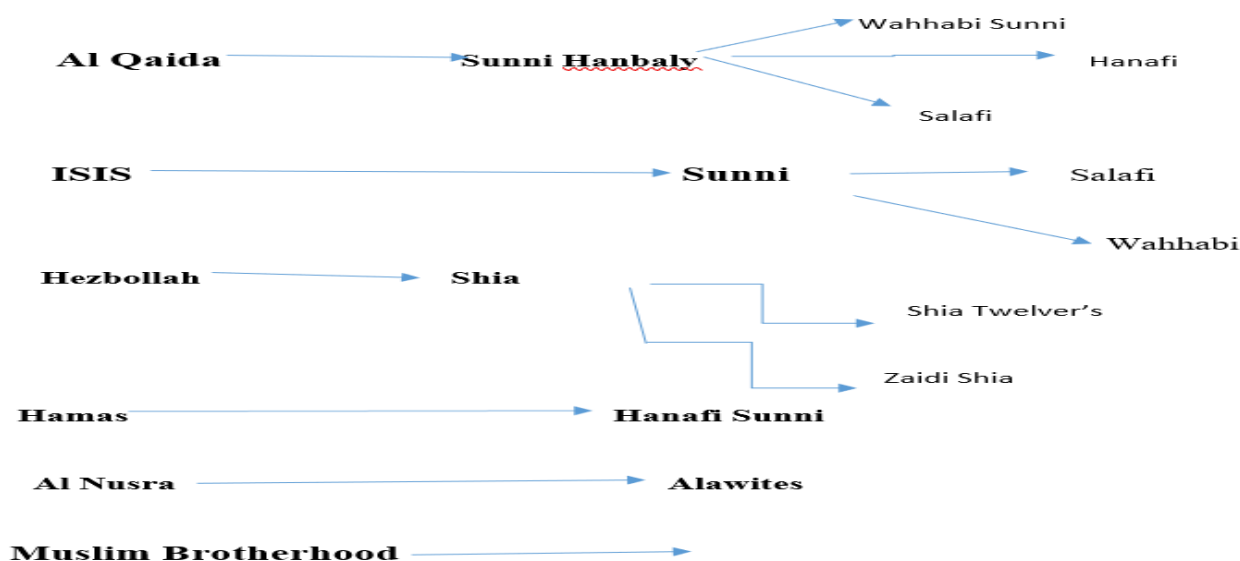 Al Qaida
Sunni Hanbaly
Wahhabi Sunni
Hanafi
Salafi
ISIS
Sunni
Salafi
Wahhabi
Hezbollah
Shia
Shia Twelver’s
Zaidi Shia
Hamas
Hanafi Sunni
Al Nusra
Alawites
Muslim Brotherhood